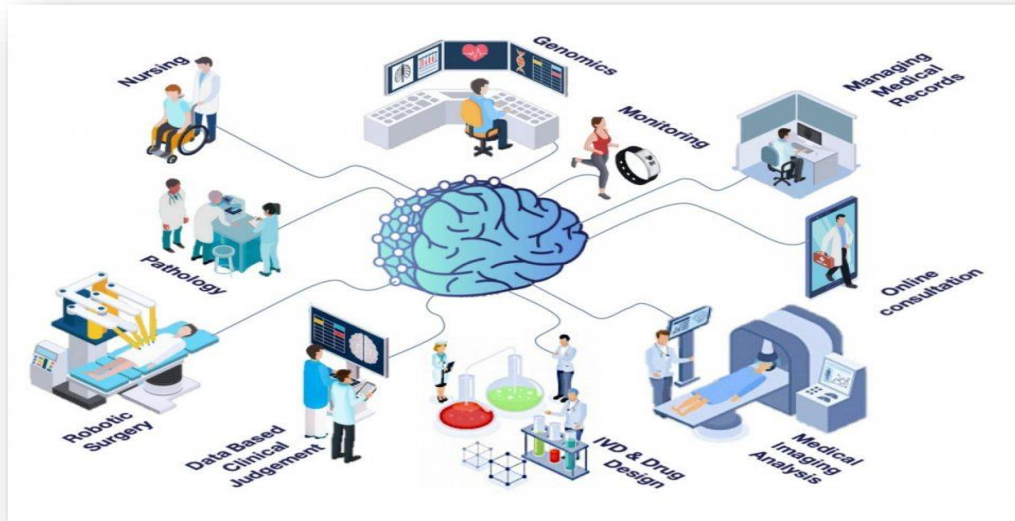 Nursing
Genomics
Monitoring
Managing
Medical
Records
Pathology
Online
consultation
Robotic
Surgery
Data Based
Clinical
Judgement
IVD & Drug
Design
Medical
Imaging
Analysis